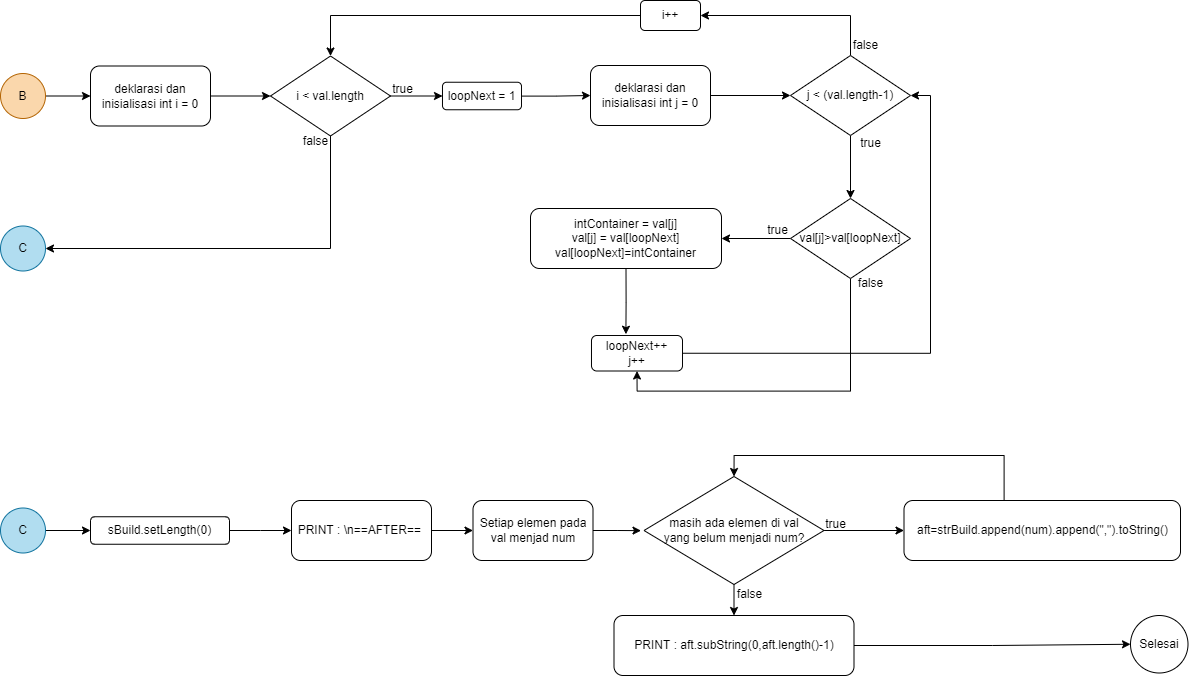 i++
false
B
deklarasi dan
inisialisasi int i = 0
i < val.length
true
loopNext = 1
deklarasi dan
inisialisasi int j = 0
j < (val.length-1)
false
true
C
intContainer = val[j]
val[j] = val[loopNext]
val[loopNext]=intContainer
true
val[j]>val[loopNext]
false
loopNext++
j++
C
sBuild.setLength(0)
PRINT : \n==AFTER==
Setiap elemen pada
val menjad num
masih ada elemen di val
yang belum menjadi num?
true
aft=strBuild.append(num).append(",").toString()
false
PRINT : aft.subString(0,aft.length()-1)
Selesai